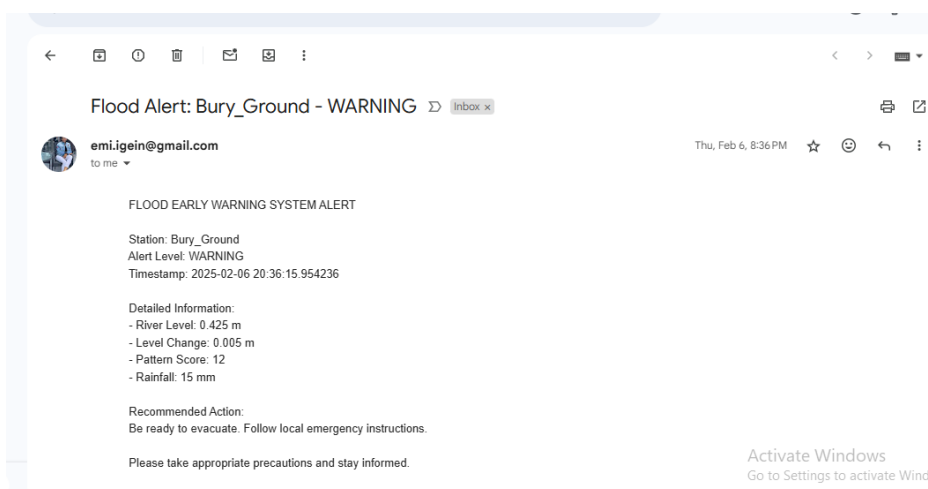 Flood Alert: Bury_Ground - WARNING Inbox x
emi.igein@gmail.com Thu, Feb 6, 8:36 PM
to me
FLOOD EARLY WARNING SYSTEM ALERT
Station: Bury_Ground
Alert Level: WARNING
Timestamp: 2025-02-06 20:36:15.954236
Detailed Information:
- River Level: 0.425 m
- Level Change: 0.005 m
- Pattern Score: 12
- Rainfall: 15 mm
Recommended Action:
Be ready to evacuate. Follow local emergency instructions.
Please take appropriate precautions and stay informed.
Activate Windows
Go to Settings to activate Wind